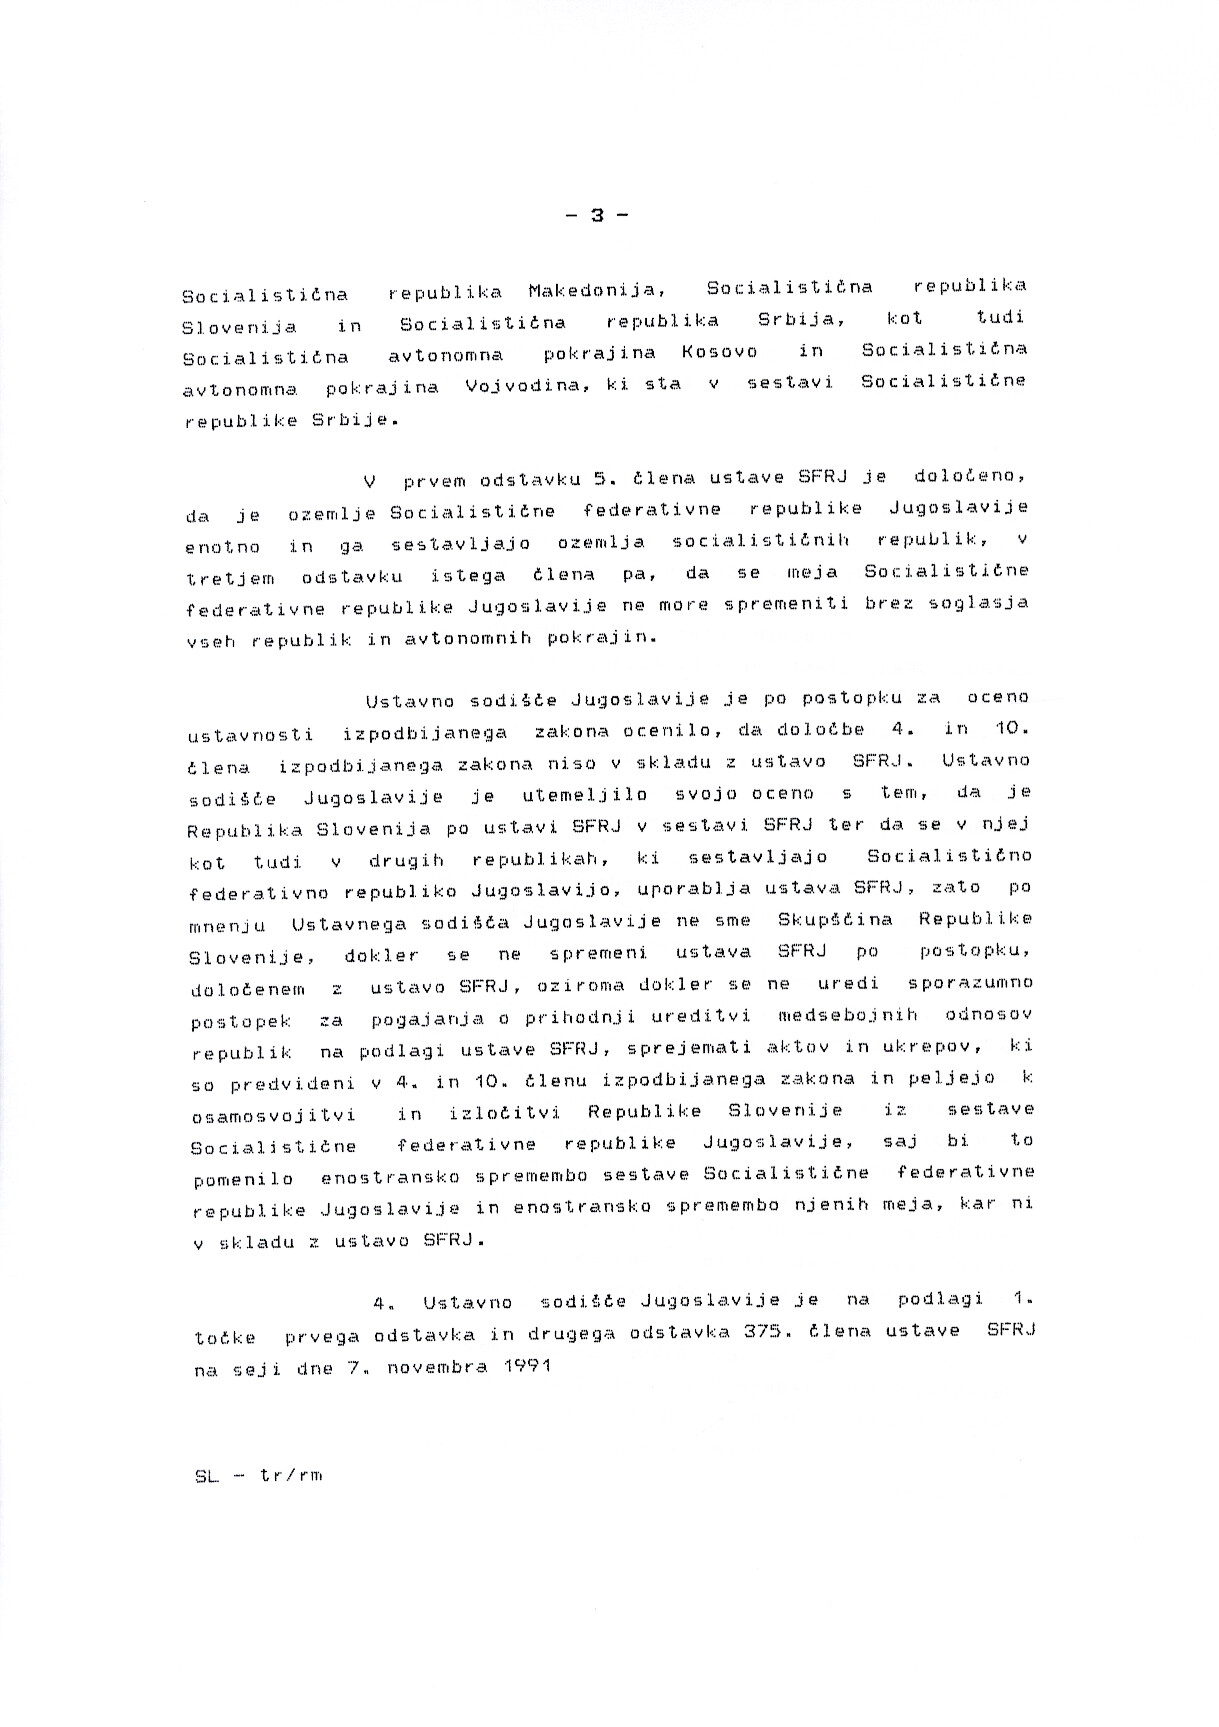 - 3 -
Socialistična republika Makedonija, Socialistična republika
Slovenija in Socialistična republika Srbija, kot tudi
Socialistična avtonomna pokrajina Kosovo in Socialistična
avtonomna pokrajina Vojvodina, ki sta v sestavi Socialistične
republike Srbije.
V prvem odstavku 5. člena ustave SFRJ je določeno,
da je ozemlje Socialistične federativne republike Jugoslavije
enotno in ga sestavljajo ozemlja socialističnih republik, v
tretjem odstavku istega člena pa, da se meja Socialistične
federativne republike Jugoslavije ne more spremeniti brez soglasja
vseh republik in avtonomnih pokrajin.
Ustavno sodišče Jugoslavije je po postopku za oceno
ustavnosti izpodbijanega zakona ocenilo, da določbe 4. in 10.
člena izpodbijanega zakona niso v skladu z ustavo SFRJ. Ustavno
sodišče Jugoslavije je utemeljilo svojo oceno s tem, da je
Republika Slovenija po ustavi SFRJ v sestavi SFRJ ter da se v njej
kot tudi v drugih republikah, ki sestavljajo Socialistično
federativno republiko Jugoslavijo, uporablja ustava SFRJ, zato po
mnenju Ustavnega sodišča Jugoslavije ne sme Skupščina Republike
Slovenije, dokler se ne spremeni ustava SFRJ po postopku,
določenem z ustavo SFRJ, oziroma dokler se ne uredi sporazumno
postopek za pogajanja o prihodnji ureditvi medsebojnih odnosov
republik na podlagi ustave SFRJ, sprejemati aktov in ukrepov, ki
so predvideni v 4. in 10. členu izpodbijanega zakona in peljejo k
osamosvojitvi in izločitvi Republike Slovenije iz sestave
Socialistične federativne republike Jugoslavije, saj bi to
pomenilo enostransko spremembo sestave Socialistične federativne
republike Jugoslavije in enostransko spremembo njenih meja, kar ni
v skladu z ustavo SFRJ.
4. Ustavno sodišče Jugoslavije je na podlagi 1.
točke prvega odstavka in drugega odstavka 375. člena ustave SFRJ
na seji dne 7. novembra 1991
SL - tr/rm